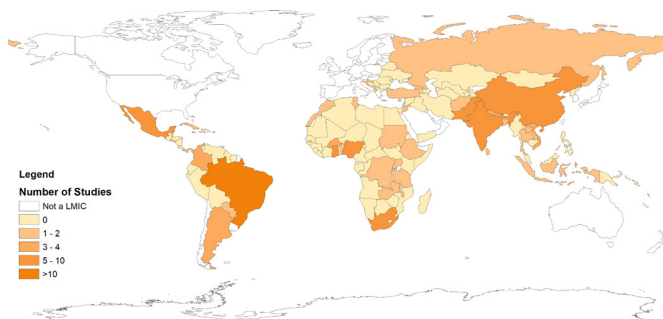 Legend
Number of Studies
Not a LMIC
0
1 - 2
3 - 4
5 - 10
>10